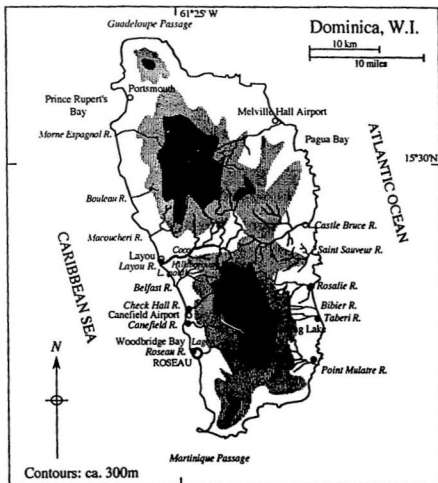 61°25' W
Guadeloupe Passage
Dominica, W.I.
10 km
10 miles
Portsmouth
Prince Rupert's
Bay
Melville Hall Airport
Morne Espagnol R.
Pagua Bay
ATLANTIC OCEAN
15°30'N
Bouleau R.
Castle Bruce R.
Macoucheri R.
Saint Sauveur R.
Layou
Layou R.
CARIBBEAN SEA
Belfast R.
Rosalie R.
Check Hall R.
Bibier R.
Canefield Airport
Taberi R.
Canefield R.
Lake
Woodbridge Bay
Roseau R.
ROSEAU
Point Mulatre R.
N
Martinique Passage
Contours: ca. 300m